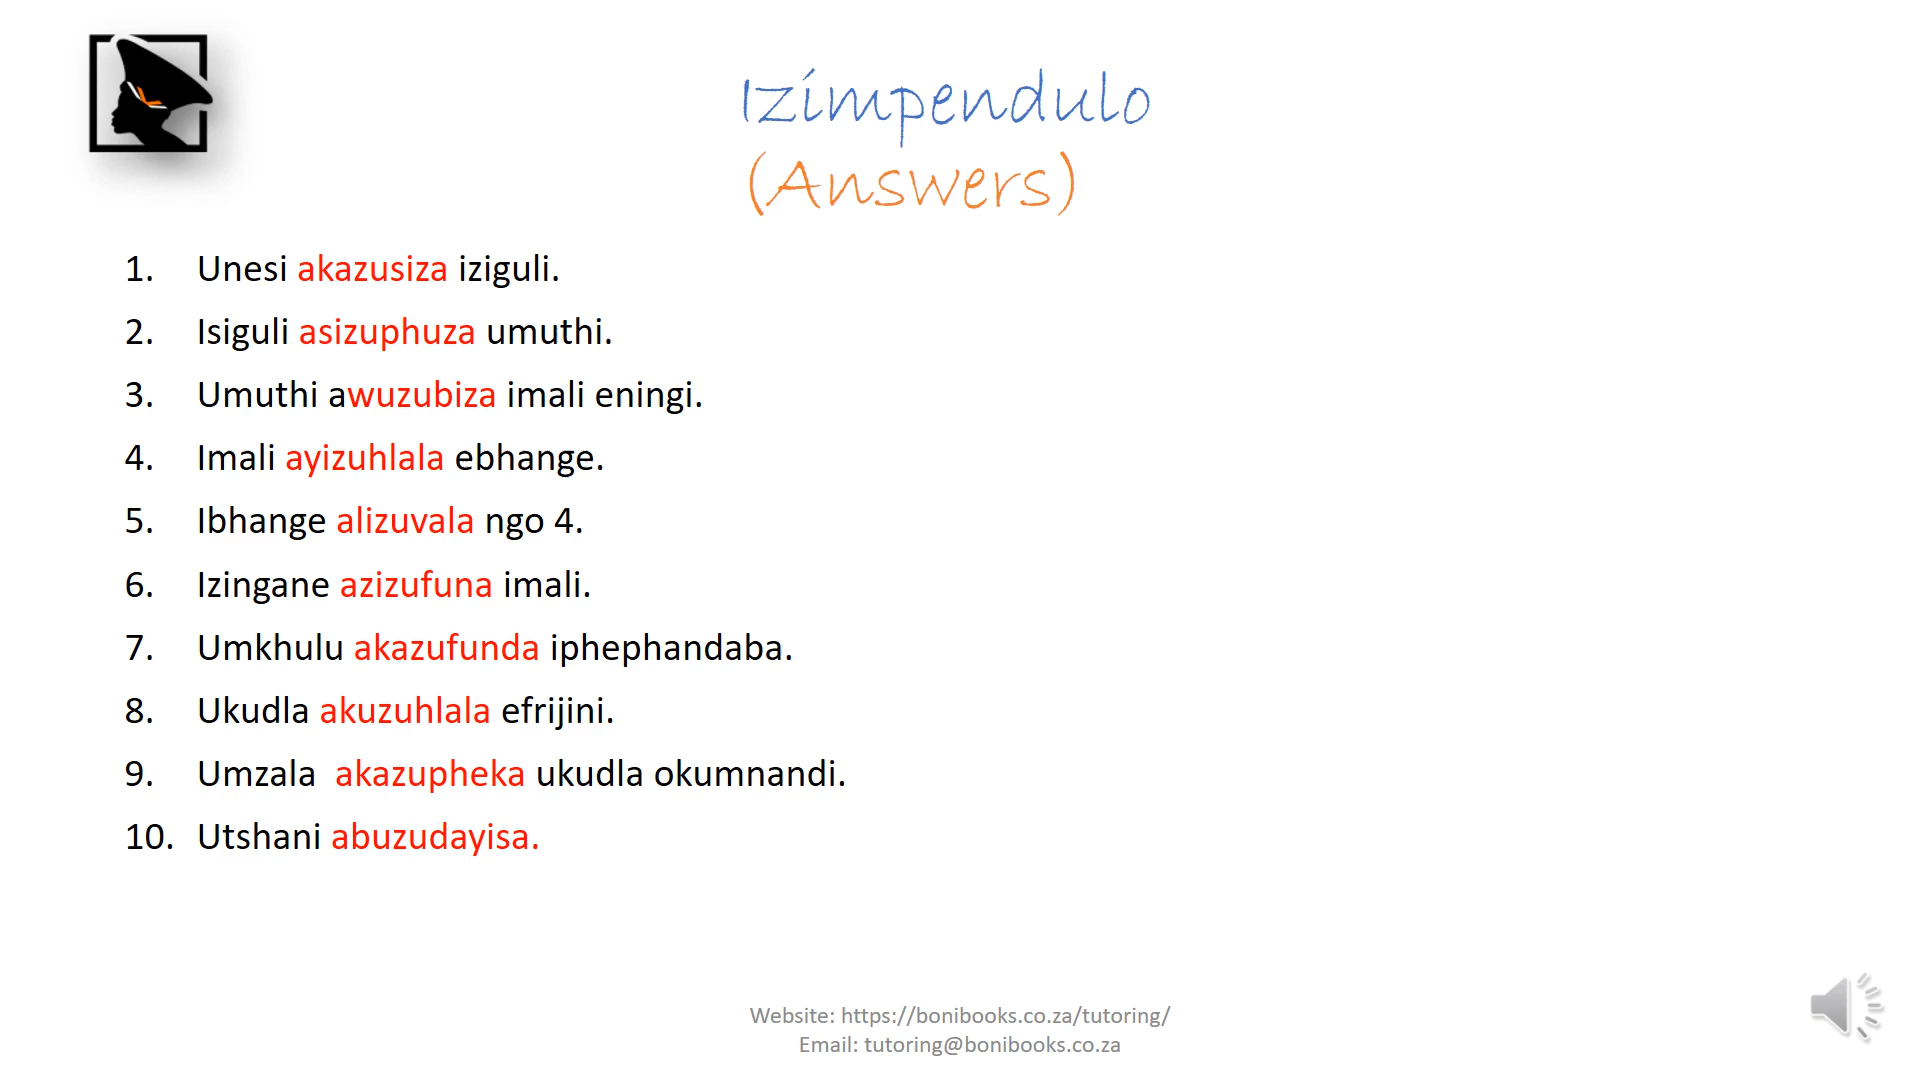 Izimpendulo
(Answers)
1. Unesi akazusiza iziguli.
2. Isiguli asizuphuza umuthi.
3. Umuthi awuzubiza imali eningi.
4. Imali ayizuhlala ebhange.
5. Ibhange alizuvala ngo 4.
6. Izingane azizufuna imali.
7. Umkhulu akazufunda iphephandaba.
8. Ukudla akuzuhlala efrijini.
9. Umzala akazupheka ukudla okumnandi.
10. Utshani abuzudayisa.
Website: https://bonibooks.co.za/tutoring/
Email: tutoring@bonibooks.co.za